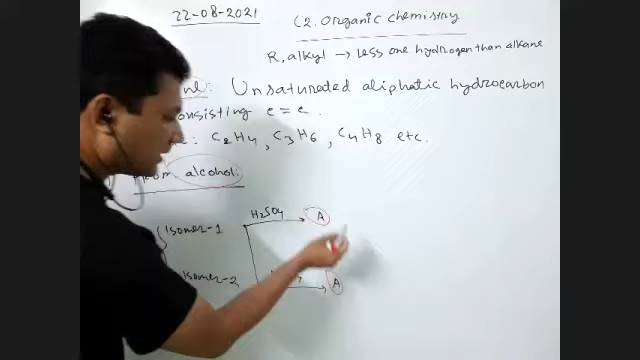 22-08-2021
C2. Organic chemistry
R, alkyl → Less one hydrogen than alkane
Unsaturated aliphatic hydrocarbon
consisting c = c.
C2H4, C3H6, C4H8 etc.
From alcohol:
H2SO4
Isomer-1 A
Isomer-2 A